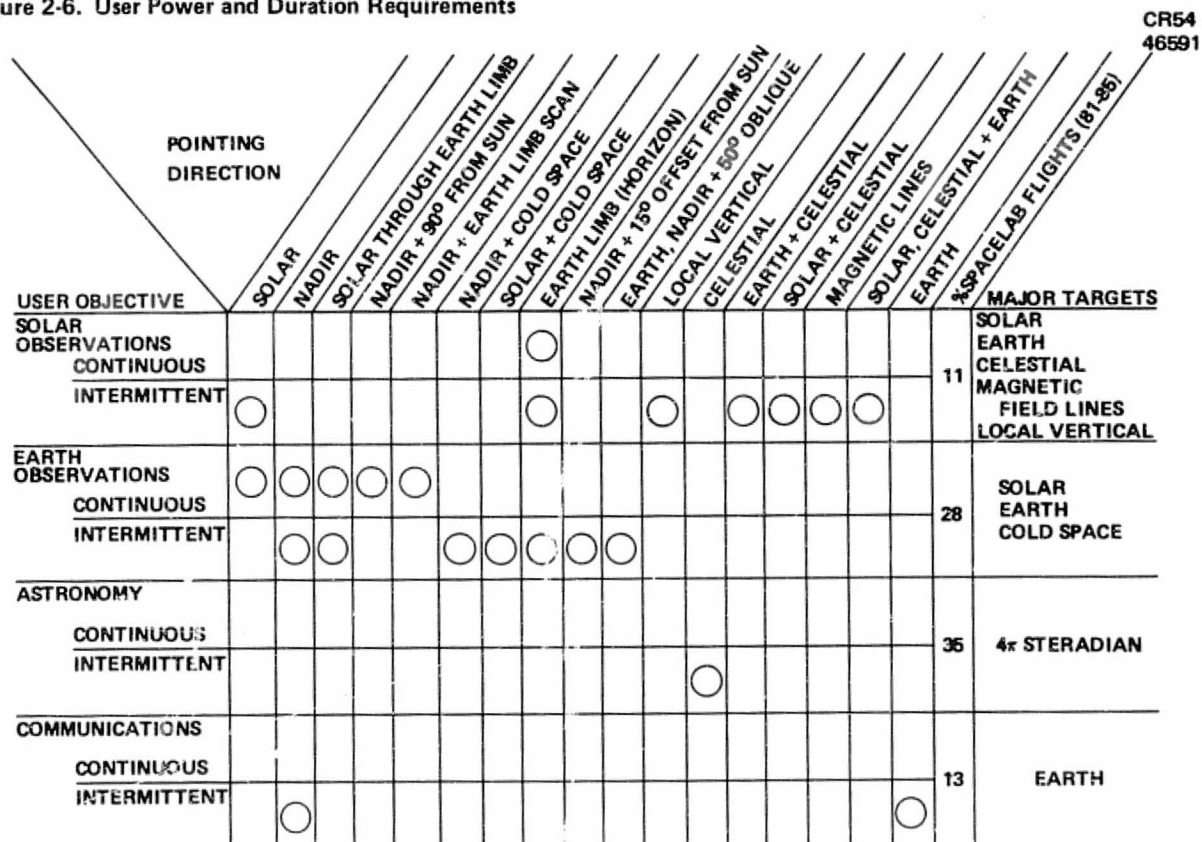 ure 2-6. User Power and Duration Requirements
CR54
46591
POINTING
DIRECTION
SOLAR
NADIR
SOLAR THROUGH EARTH LIMB
NADIR + 90° FROM SUN
NADIR + EARTH LIMB SCAN
NADIR + COLD SPACE
SOLAR + COLD SPACE
EARTH LIMB (HORIZON)
NADIR + 15° OFFSET FROM SUN
EARTH, NADIR + 50° OBLIQUE
LOCAL VERTICAL
CELESTIAL
EARTH + CELESTIAL
SOLAR + CELESTIAL
MAGNETIC LINES
SOLAR, CELESTIAL + EARTH
EARTH
%SPACELAB FLIGHTS (81-85)
USER OBJECTIVE
MAJOR TARGETS
SOLAR
OBSERVATIONS
CONTINUOUS
INTERMITTENT
11
SOLAR
EARTH
CELESTIAL
MAGNETIC
FIELD LINES
LOCAL VERTICAL
EARTH
OBSERVATIONS
CONTINUOUS
INTERMITTENT
28
SOLAR
EARTH
COLD SPACE
ASTRONOMY
CONTINUOUS
INTERMITTENT
35
4π STERADIAN
COMMUNICATIONS
CONTINUOUS
INTERMITTENT
13
EARTH